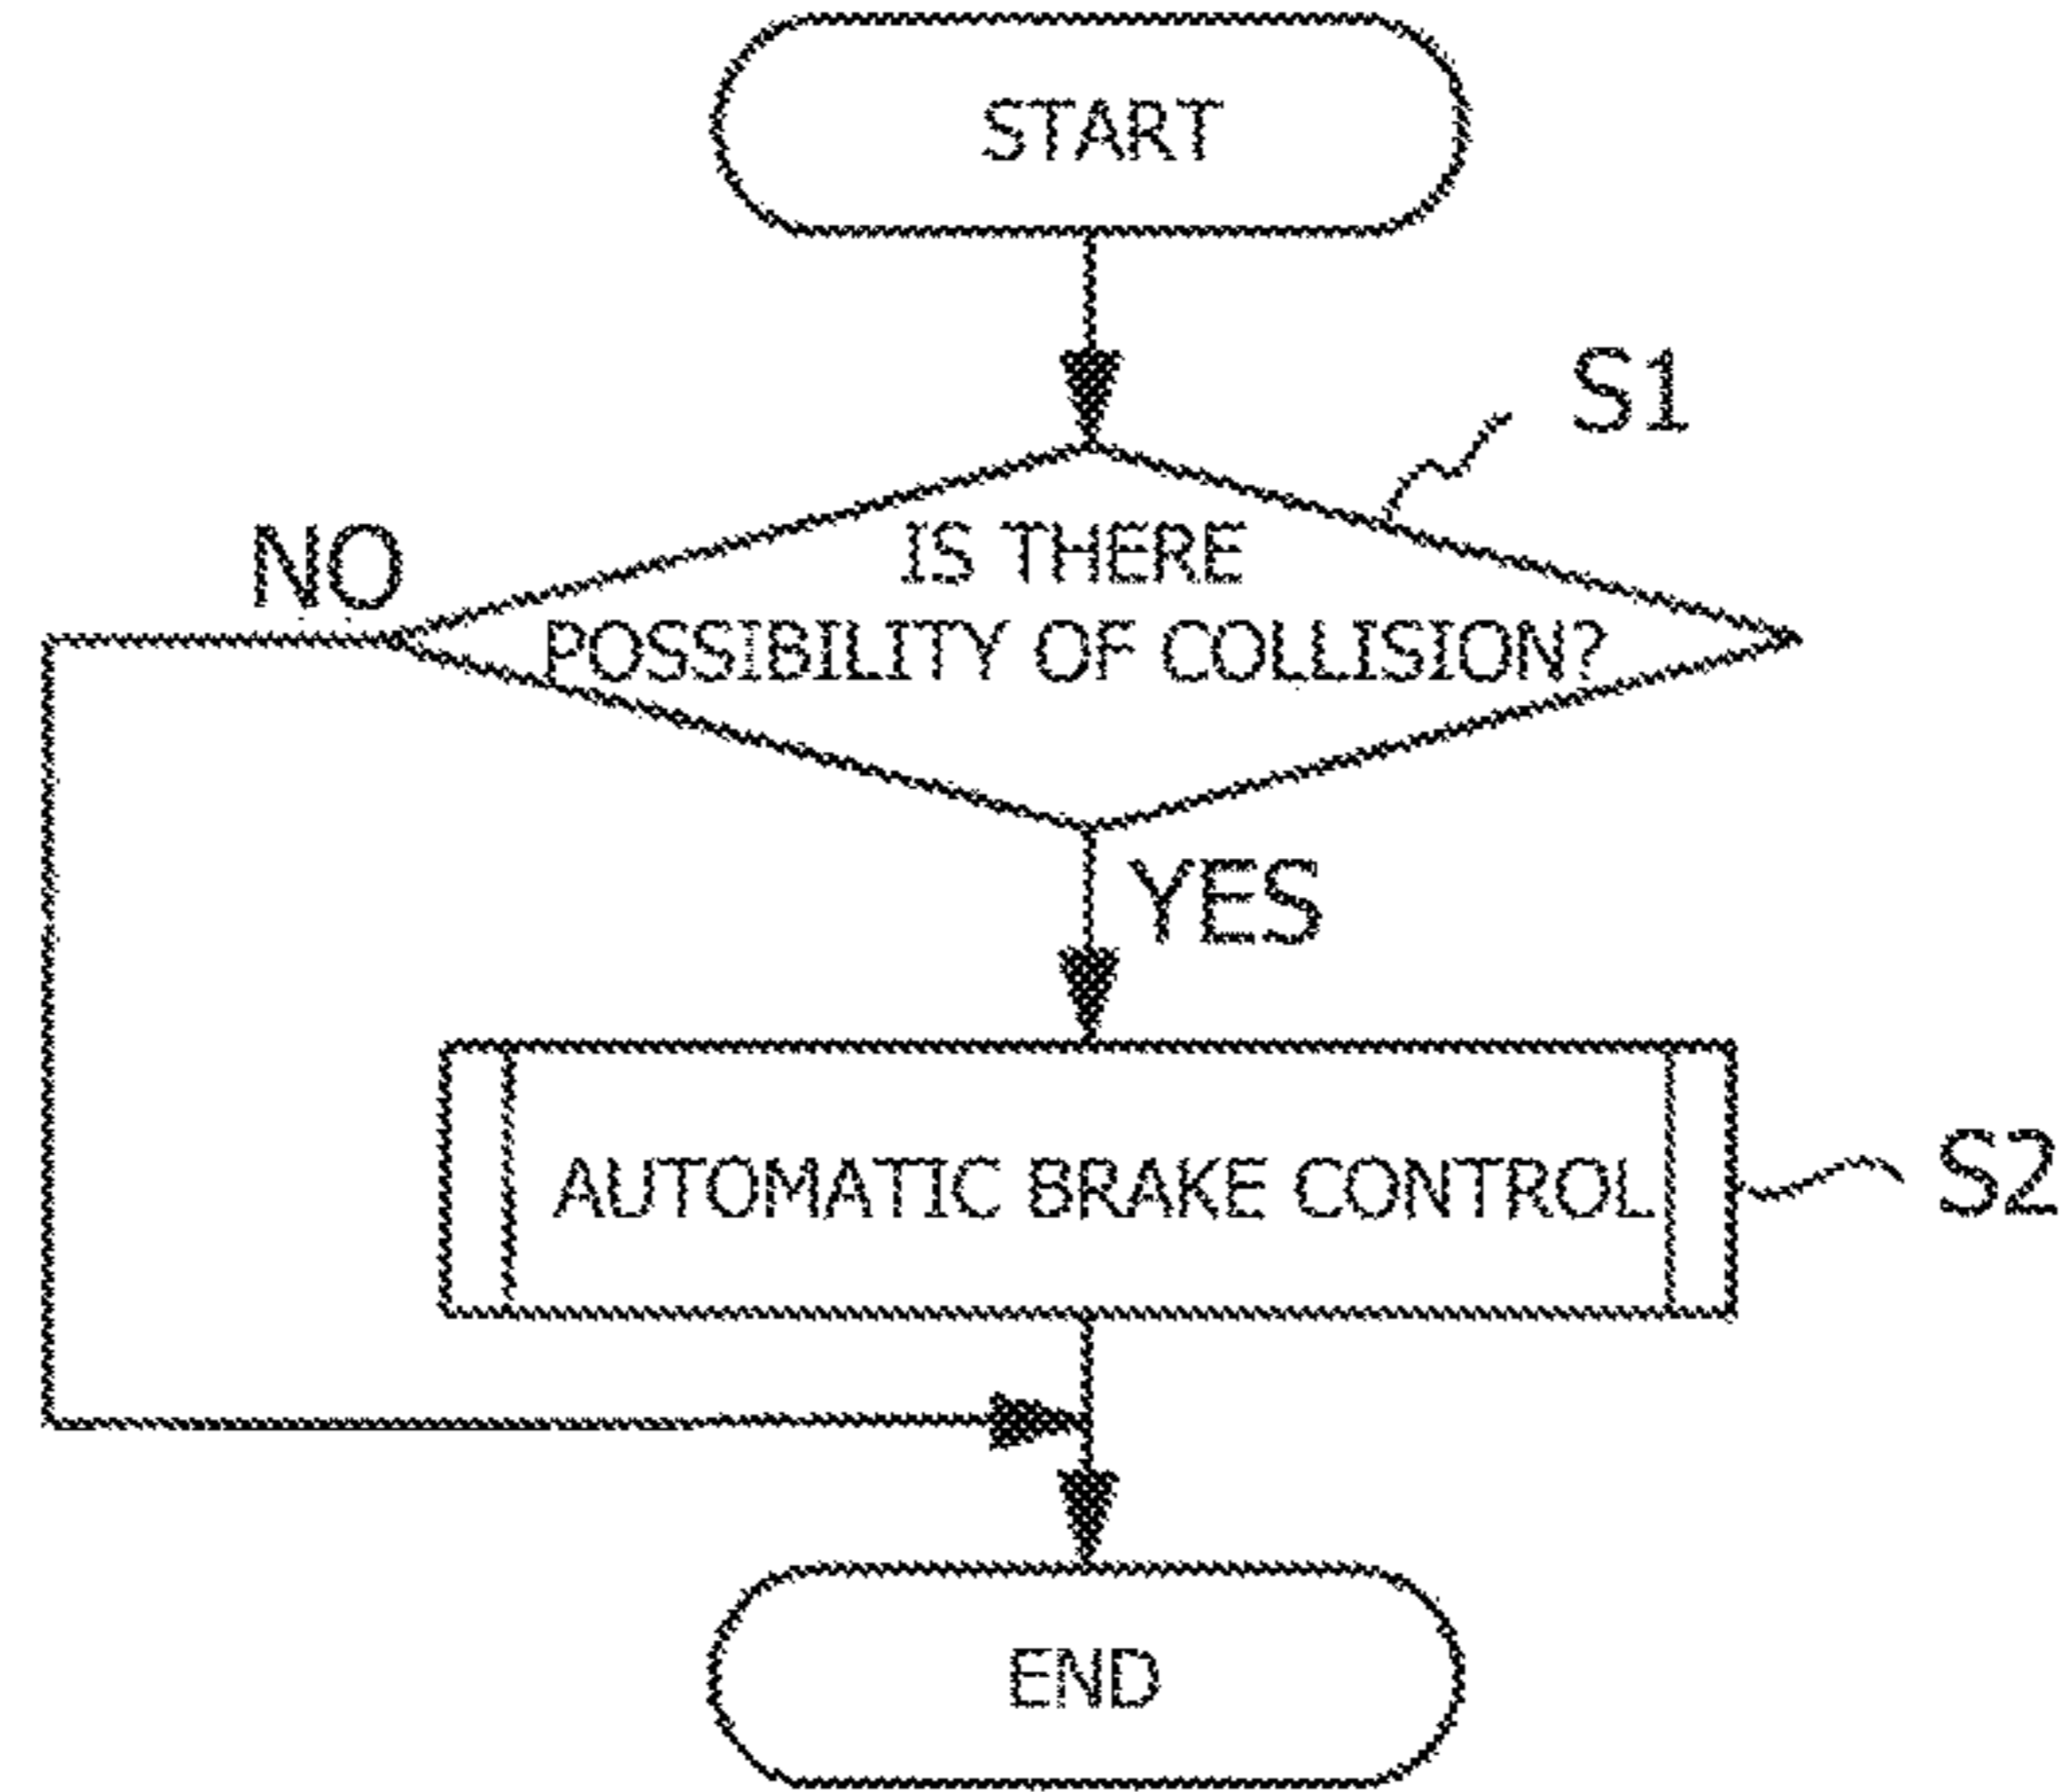 START
S1
NO
IS THERE
POSSIBILITY OF COLLISION?
YES
AUTOMATIC BRAKE CONTROL
S2
END